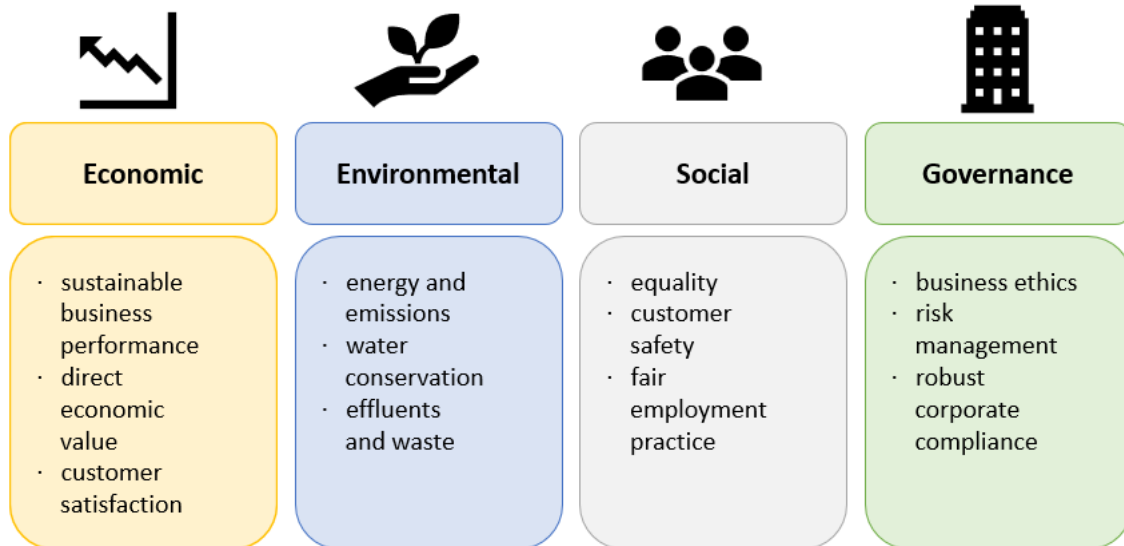 Economic
Environmental
Social
Governance
· sustainable
business
performance
· direct
economic
value
· customer
satisfaction
· energy and
emissions
· water
conservation
· effluents
and waste
· equality
· customer
safety
· fair
employment
practice
· business ethics
· risk
management
· robust
corporate
compliance